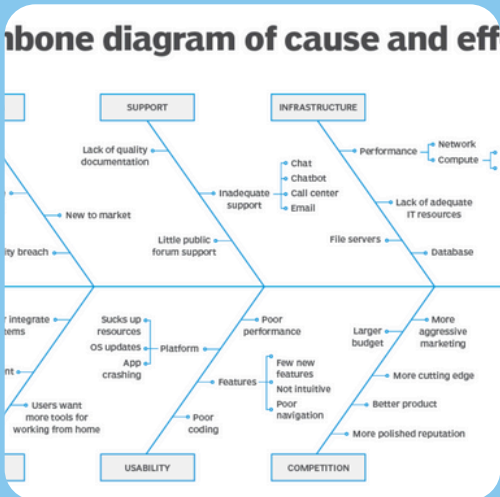 nbone diagram of cause and eff
SUPPORT
INFRASTRUCTURE
Lack of quality
documentation
Inadequate
support
Chat
Chatbot
Call center
Email
Little public
forum support
Performance
Network
Compute
Lack of adequate
IT resources
File servers
Database
New to market
ity breach
r integrate
tems
nt
Users want
more tools for
working from home
Sucks up
resources
OS updates
App
crashing
Platform
Poor
performance
Features
Few new
features
Not intuitive
Poor
navigation
Poor
coding
Larger
budget
More
aggressive
marketing
More cutting edge
Better product
More polished reputation
USABILITY
COMPETITION